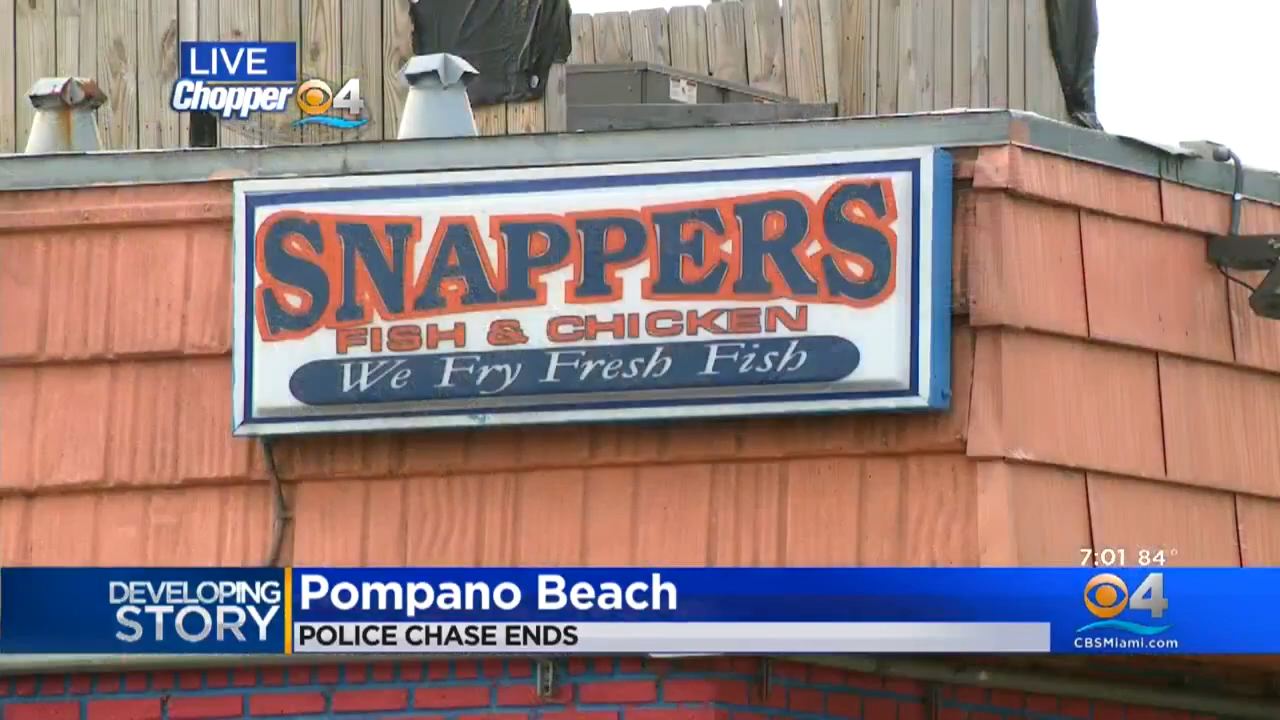 LIVE
Chopper 4
SNAPPERS
FISH & CHICKEN
We Fry Fresh Fish
7:01 84°
DEVELOPING
STORY
Pompano Beach
POLICE CHASE ENDS
4
CBSMiami.com